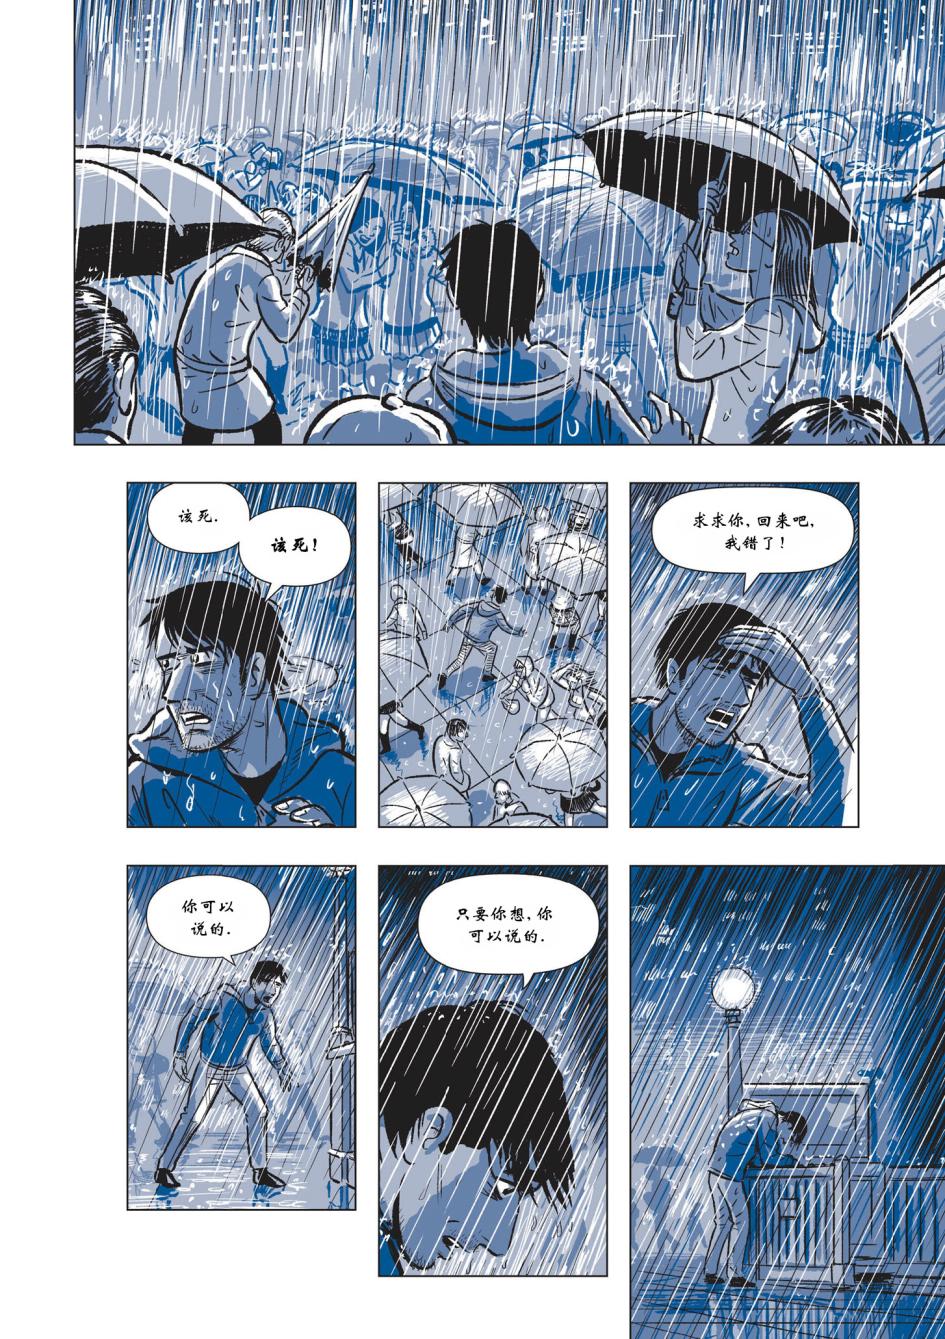 该死.
该死！
求求你, 回来吧,
我错了！
你可以
说的.
只要你想, 你
可以说的.